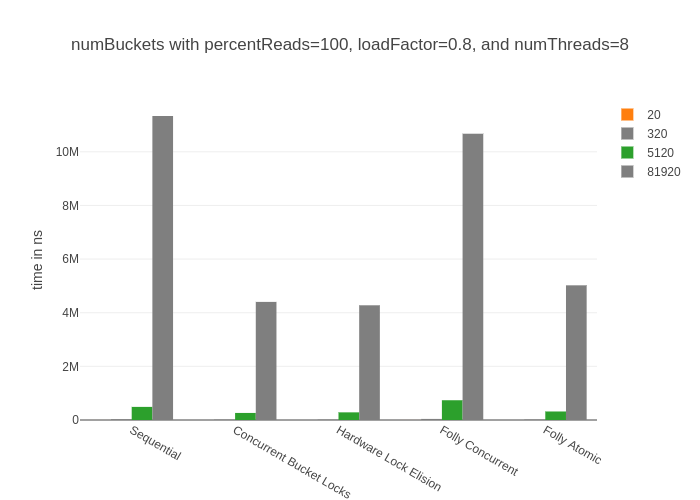 numBuckets with percentReads=100, loadFactor=0.8, and numThreads=8
20
320
5120
81920
10M
8M
6M
4M
2M
0
time in ns
Sequential
Concurrent Bucket Locks
Hardware Lock Elision
Folly Concurrent
Folly Atomic